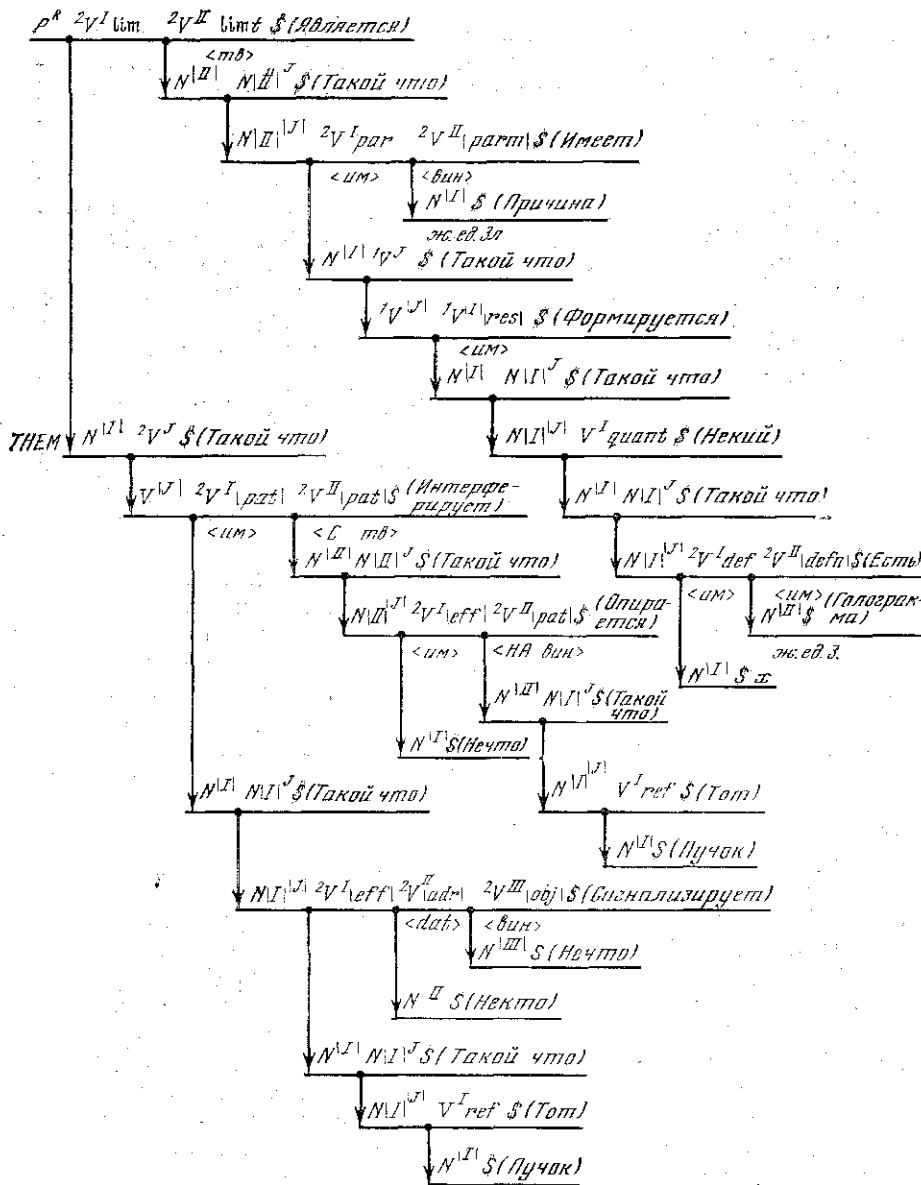 P^R ²V^I lim ²V^II limt $ (Является)
<тв>
N^|II| N|II|^J $ (Такой что)
N|II|^|J| ²V^I par ²V^II |parm| $ (Имеет)
<им> <вин>
N^|I| $ (Причина)
ж.ед.3л
N^|I| ¹V^J $ (Такой что)
¹V^|J| ¹V^|I| |res| $ (Формируется)
<им>
N^|I| N|I|^J $ (Такой что)
THEM N^|I| ²V^J $ (Такой что)
N|I|^|J| V^I quant $ (Некий)
V^|J| ²V^I |pat| ²V^II |pat| $ (Интерферирует)
<им> <С тв>
N^|I| N|I|^J $ (Такой что)
N^|II| N|II|^J $ (Такой что)
N|I|^|J| ²V^I def ²V^II |defn| $ (Есть)
<им> <им>
N|II|^|J| ²V^I |eff| ²V^II |pat| $ (Опирается)
N^|II| $ (Голограмма)
<им> <НА вин>
ж.ед.3.
N^|I| $ x
N^|II| N|I|^J $ (Такой что)
N^|I| $ (Нечто)
N^|I| N|I|^J $ (Такой что)
N|I|^|J| V^I ref $ (Тот)
N^|I| S (Пучок)
N|I|^|J| ²V^I |eff| ²V^II |adr| ²V^III |obj| $ (Сигнализирует)
<dat> <вин>
N^|III| S (Нечто)
N^II $ (Некто)
N^|I| N|I|^J $ (Такой что)
N|I|^|J| V^I ref $ (Тот)
N^|I| $ (Пучок)